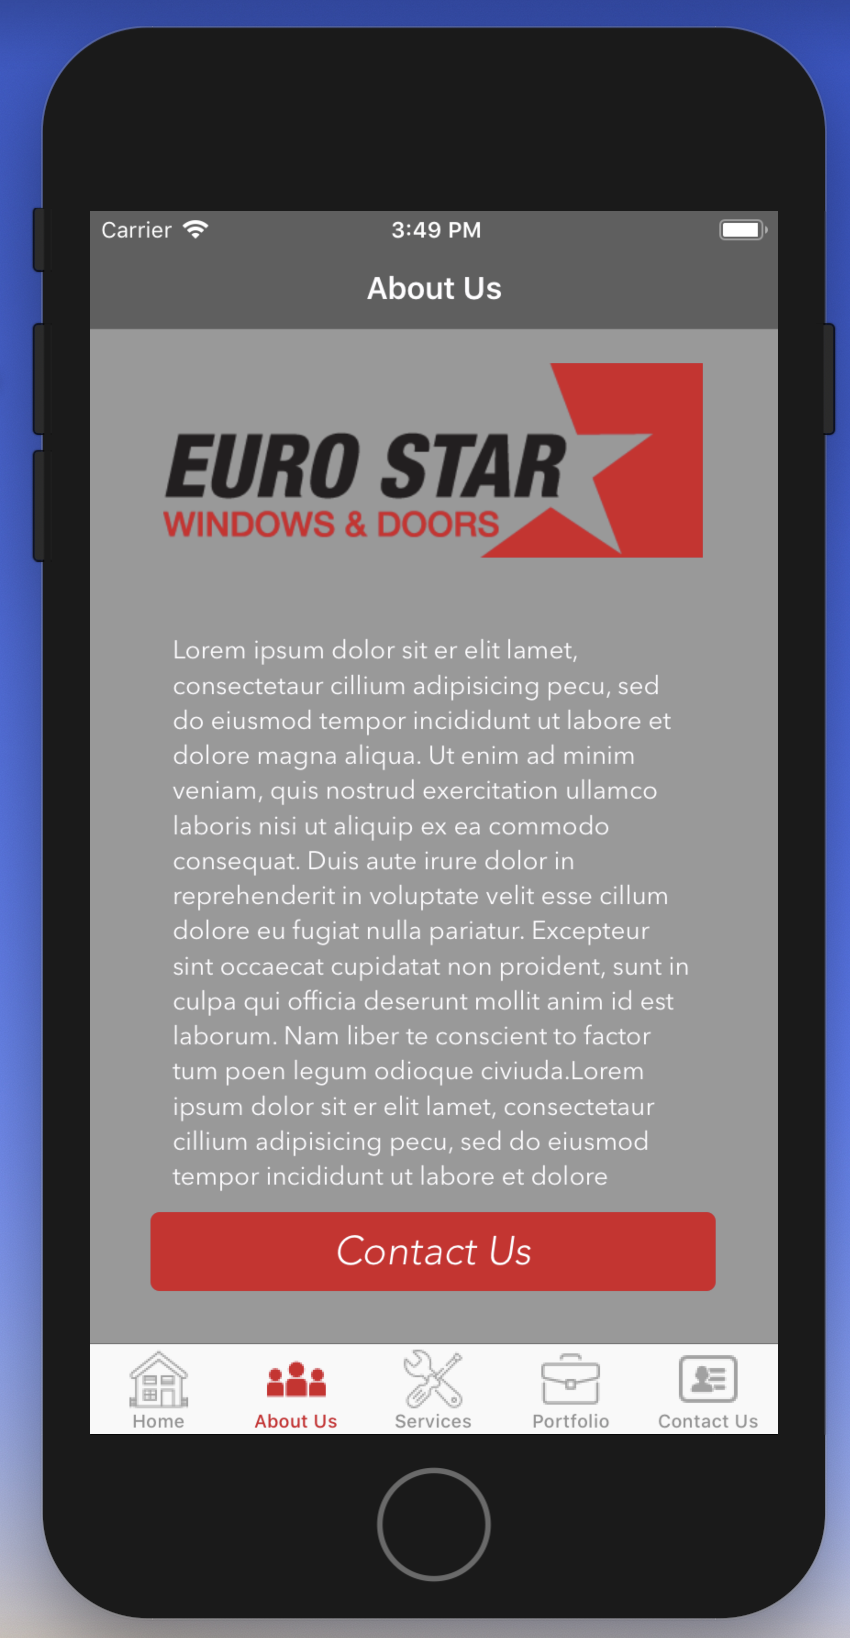 Carrier 3:49 PM
About Us
EURO STAR
WINDOWS & DOORS
Lorem ipsum dolor sit er elit lamet,
consectetaur cillium adipisicing pecu, sed
do eiusmod tempor incididunt ut labore et
dolore magna aliqua. Ut enim ad minim
veniam, quis nostrud exercitation ullamco
laboris nisi ut aliquip ex ea commodo
consequat. Duis aute irure dolor in
reprehenderit in voluptate velit esse cillum
dolore eu fugiat nulla pariatur. Excepteur
sint occaecat cupidatat non proident, sunt in
culpa qui officia deserunt mollit anim id est
laborum. Nam liber te conscient to factor
tum poen legum odioque civiuda.Lorem
ipsum dolor sit er elit lamet, consectetaur
cillium adipisicing pecu, sed do eiusmod
tempor incididunt ut labore et dolore
Contact Us
Home About Us Services Portfolio Contact Us